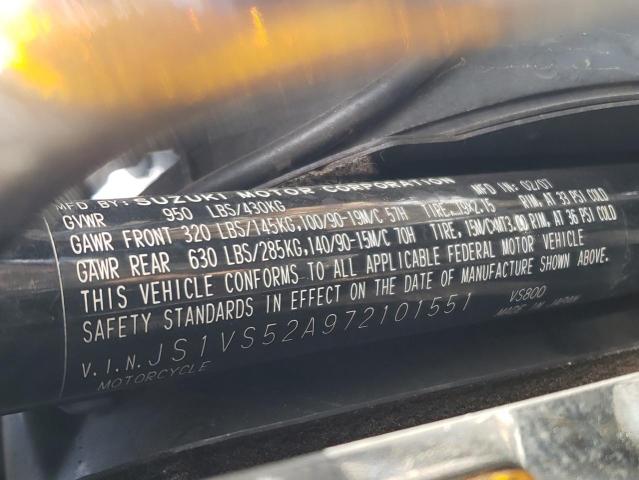 MFD BY: SUZUKI MOTOR CORPORATION MFD IN: 02/07
GVWR 950 LBS/430KG
GAWR FRONT 320 LBS/145KG,100/90-19M/C 57H TIRE, 19X2.15 RIM, AT 33 PSI COLD
GAWR REAR 630 LBS/285KG,140/90-15M/C 70H TIRE, 15M/CXMT3.00 RIM, AT 36 PSI COLD
THIS VEHICLE CONFORMS TO ALL APPLICABLE FEDERAL MOTOR VEHICLE
SAFETY STANDARDS IN EFFECT ON THE DATE OF MANUFACTURE SHOWN ABOVE.
V.I.N. JS1VS52A972101551 VS800
MOTORCYCLE MADE IN JAPAN